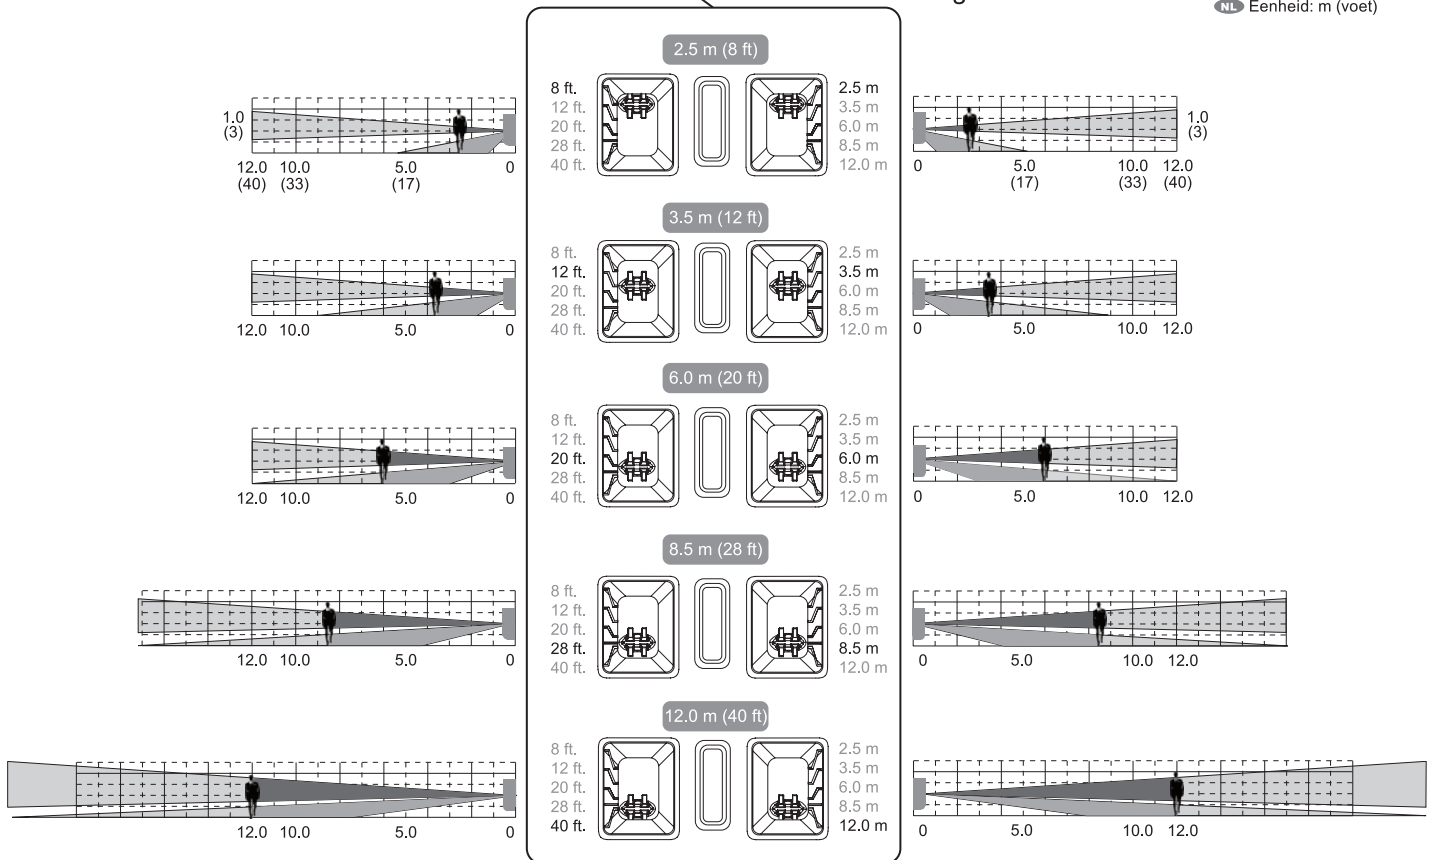 NL Eenheid: m (voet)
2.5 m (8 ft)
8 ft. 2.5 m
12 ft. 3.5 m
20 ft. 6.0 m
28 ft. 8.5 m
40 ft. 12.0 m
1.0 1.0
(3) (3)
12.0 10.0 5.0 0 0 5.0 10.0 12.0
(40) (33) (17) (17) (33) (40)
3.5 m (12 ft)
8 ft. 2.5 m
12 ft. 3.5 m
20 ft. 6.0 m
28 ft. 8.5 m
40 ft. 12.0 m
12.0 10.0 5.0 0 0 5.0 10.0 12.0
6.0 m (20 ft)
8 ft. 2.5 m
12 ft. 3.5 m
20 ft. 6.0 m
28 ft. 8.5 m
40 ft. 12.0 m
12.0 10.0 5.0 0 0 5.0 10.0 12.0
8.5 m (28 ft)
8 ft. 2.5 m
12 ft. 3.5 m
20 ft. 6.0 m
28 ft. 8.5 m
40 ft. 12.0 m
12.0 10.0 5.0 0 0 5.0 10.0 12.0
12.0 m (40 ft)
8 ft. 2.5 m
12 ft. 3.5 m
20 ft. 6.0 m
28 ft. 8.5 m
40 ft. 12.0 m
12.0 10.0 5.0 0 0 5.0 10.0 12.0